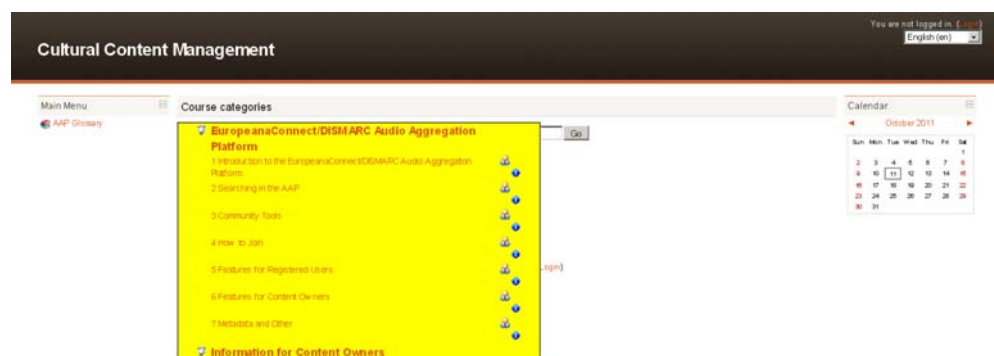 You are not logged in. (Login)
English (en)
Cultural Content Management
Main Menu
AAP Glossary
Course categories
EuropeanaConnect/DISMARC Audio Aggregation
Platform
1 Introduction to the EuropeanaConnect/DISMARC Audio Aggregation
Platform
2 Searching in the AAP
3 Community Tools
4 How to Join
5 Features for Registered Users
6 Features for Content Owners
7 Metadata and Other
Information for Content Owners
Go
Login)
Calendar
October 2011
Sun Mon Tue Wed Thu Fri Sat
1
2 3 4 5 6 7 8
9 10 11 12 13 14 15
16 17 18 19 20 21 22
23 24 25 26 27 28 29
30 31